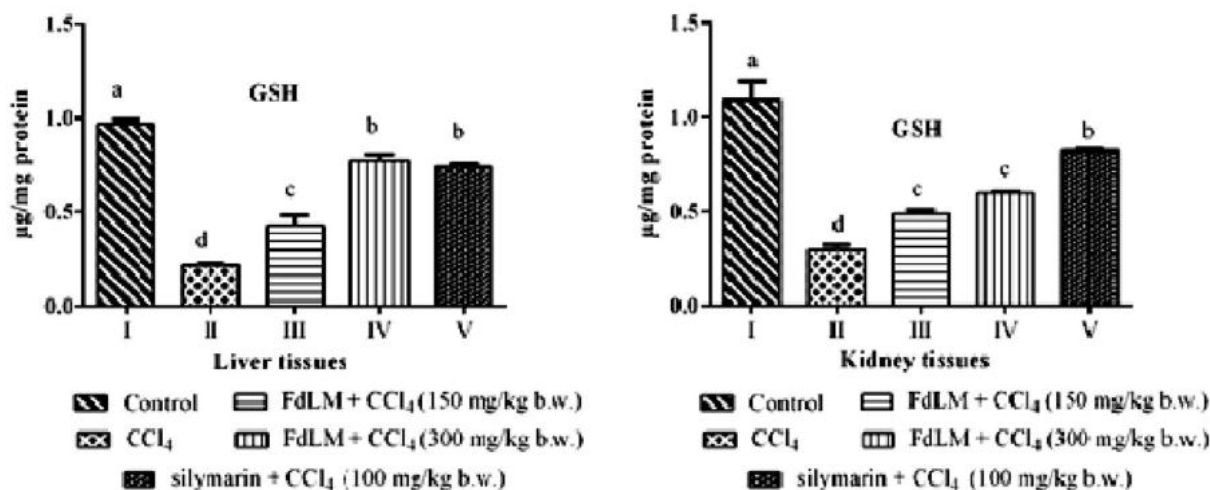 1.5
a
GSH
b
b
c
d
1.0
0.5
0.0
µg/mg protein
I II III IV V
Liver tissues
Control FdLM + CCl₄ (150 mg/kg b.w.)
CCl₄ FdLM + CCl₄ (300 mg/kg b.w.)
silymarin + CCl₄ (100 mg/kg b.w.)
1.5
a
GSH
b
c
c
d
1.0
0.5
0.0
µg/mg protein
I II III IV V
Kidney tissues
Control FdLM + CCl₄ (150 mg/kg b.w.)
CCl₄ FdLM + CCl₄ (300 mg/kg b.w.)
silymarin + CCl₄ (100 mg/kg b.w.)